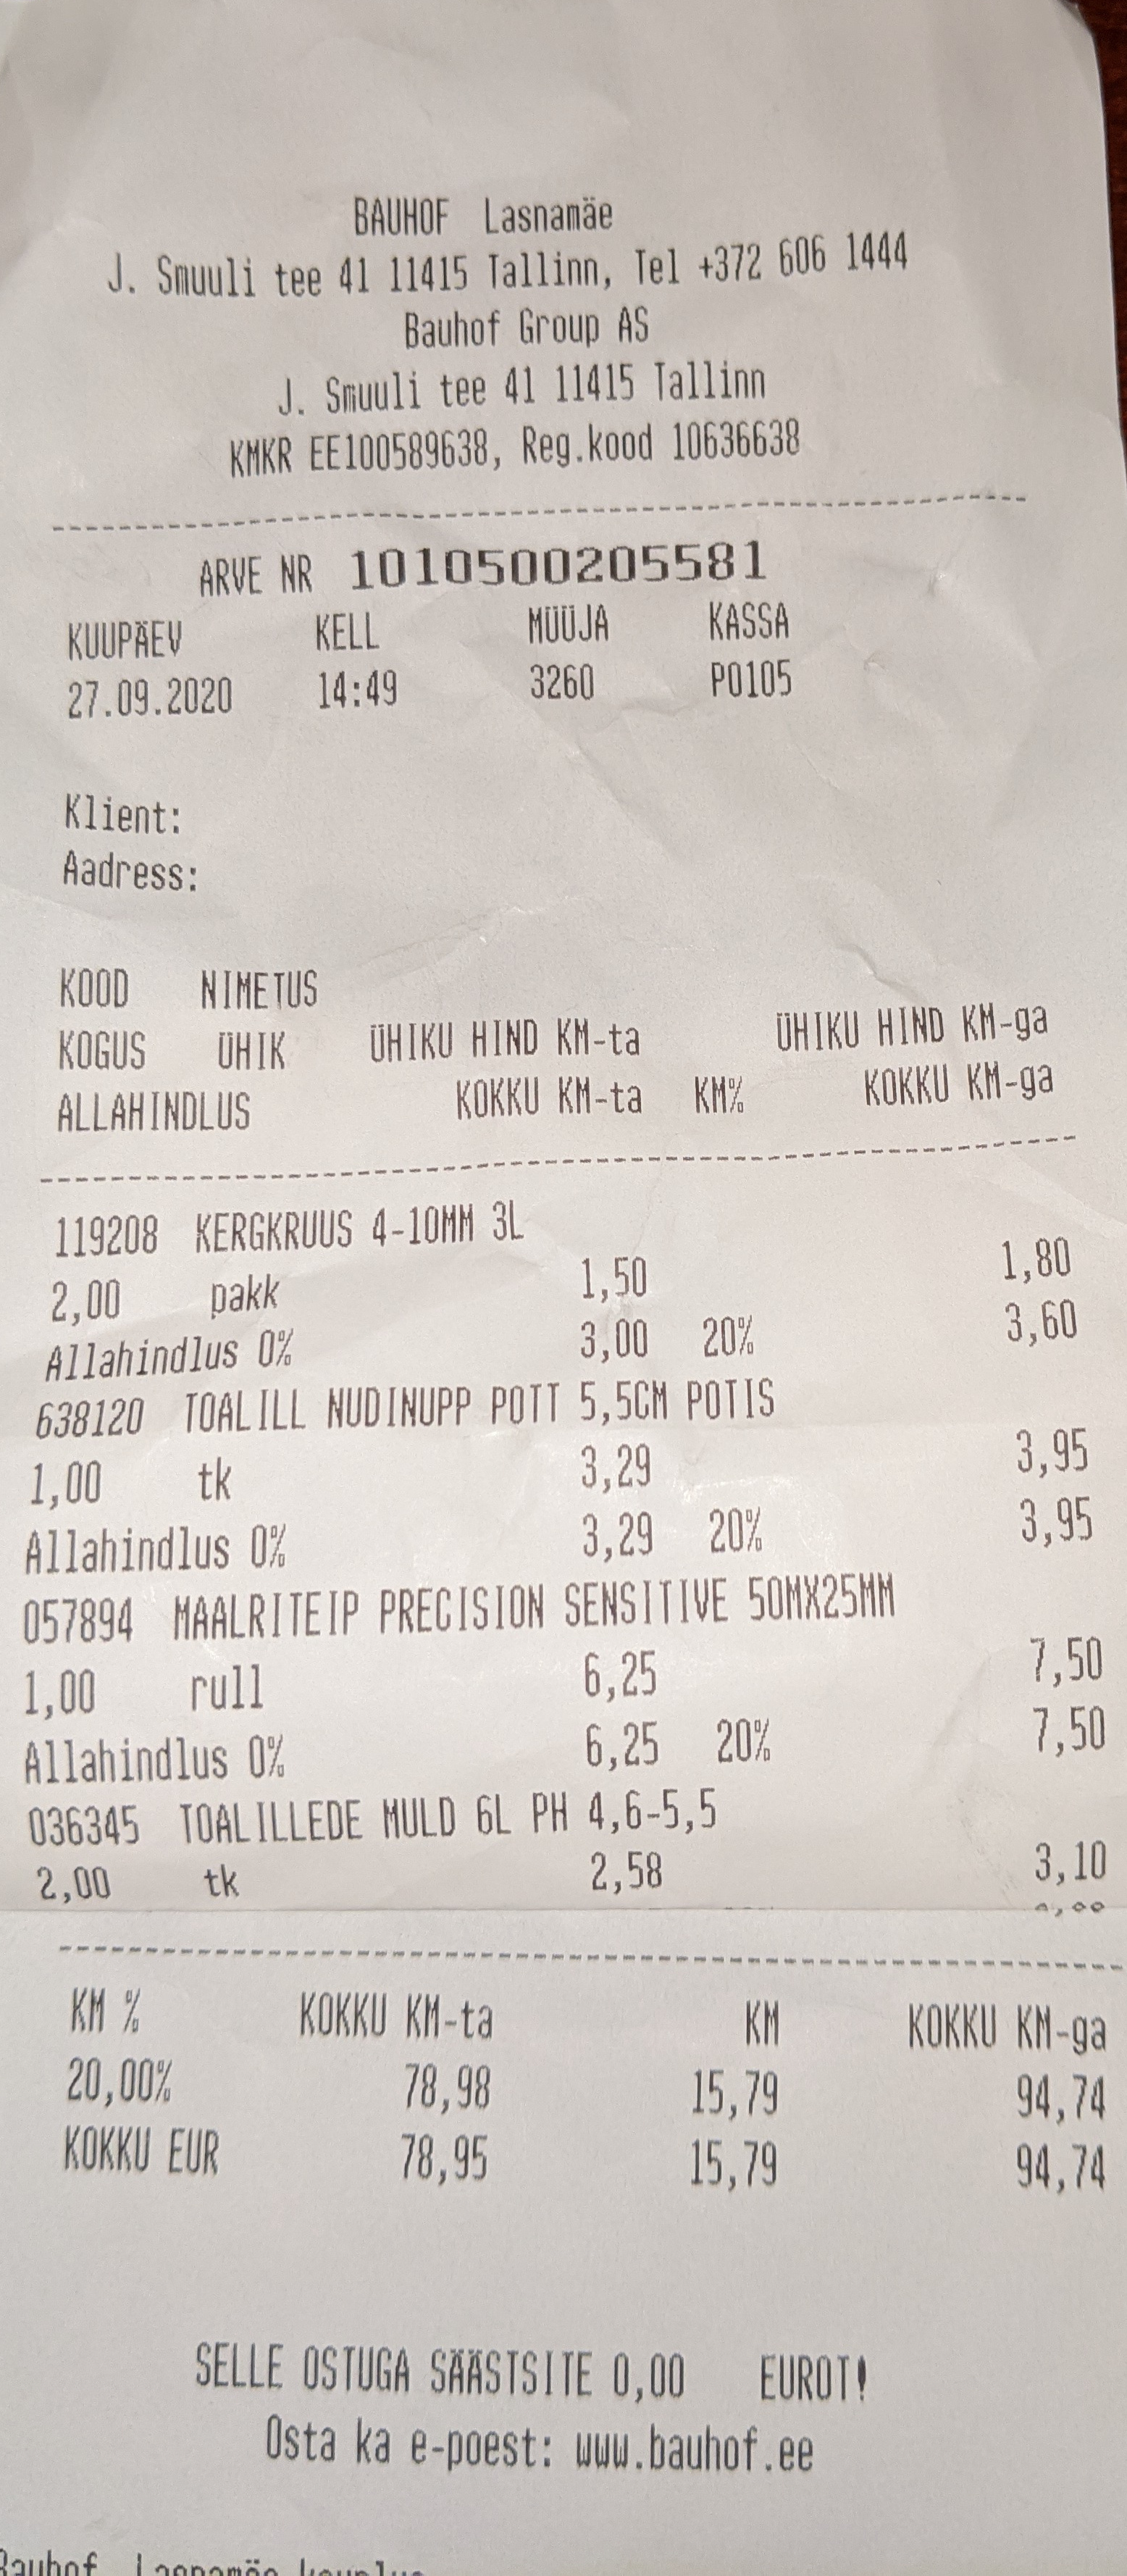 BAUHOF Lasnamäe
J. Smuuli tee 41 11415 Tallinn, Tel +372 606 1444
Bauhof Group AS
J. Smuuli tee 41 11415 Tallinn
KMKR EE100589638, Reg.kood 10636638
ARVE NR 1010500205581
KUUPÄEV KELL MÜÜJA KASSA
27.09.2020 14:49 3260 P0105
Klient:
Aadress:
KOOD NIMETUS
KOGUS ÜHIK ÜHIKU HIND KM-ta ÜHIKU HIND KM-ga
ALLAHINDLUS KOKKU KM-ta KM% KOKKU KM-ga
119208 KERGKRUUS 4-10MM 3L
2,00 pakk 1,50 1,80
Allahindlus 0% 3,00 20% 3,60
638120 TOALILL NUDINUPP POTT 5,5CM POTIS
1,00 tk 3,29 3,95
Allahindlus 0% 3,29 20% 3,95
057894 MAALRITEIP PRECISION SENSITIVE 50MX25MM
1,00 rull 6,25 7,50
Allahindlus 0% 6,25 20% 7,50
036345 TOALILLEDE MULD 6L PH 4,6-5,5
2,00 tk 2,58 3,10
KM % KOKKU KM-ta KM KOKKU KM-ga
20,00% 78,98 15,79 94,74
KOKKU EUR 78,95 15,79 94,74
SELLE OSTUGA SÄÄSTSITE 0,00 EUROT!
Osta ka e-poest: www.bauhof.ee
Bauhof Lasnamäe kauplus